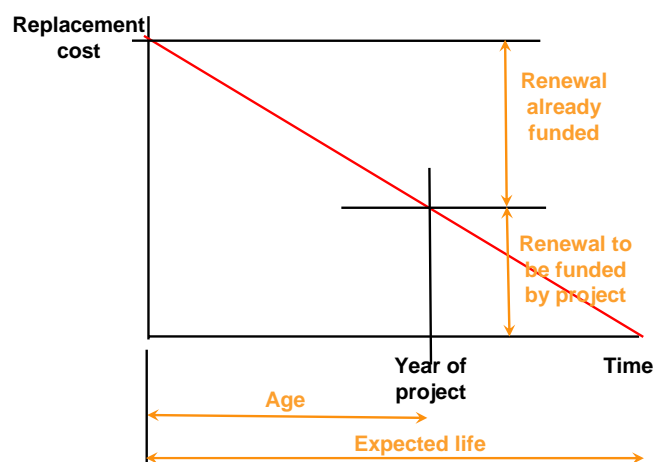 Replacement
cost
Renewal
already
funded
Renewal to
be funded
by project
Year of
project
Time
Age
Expected life